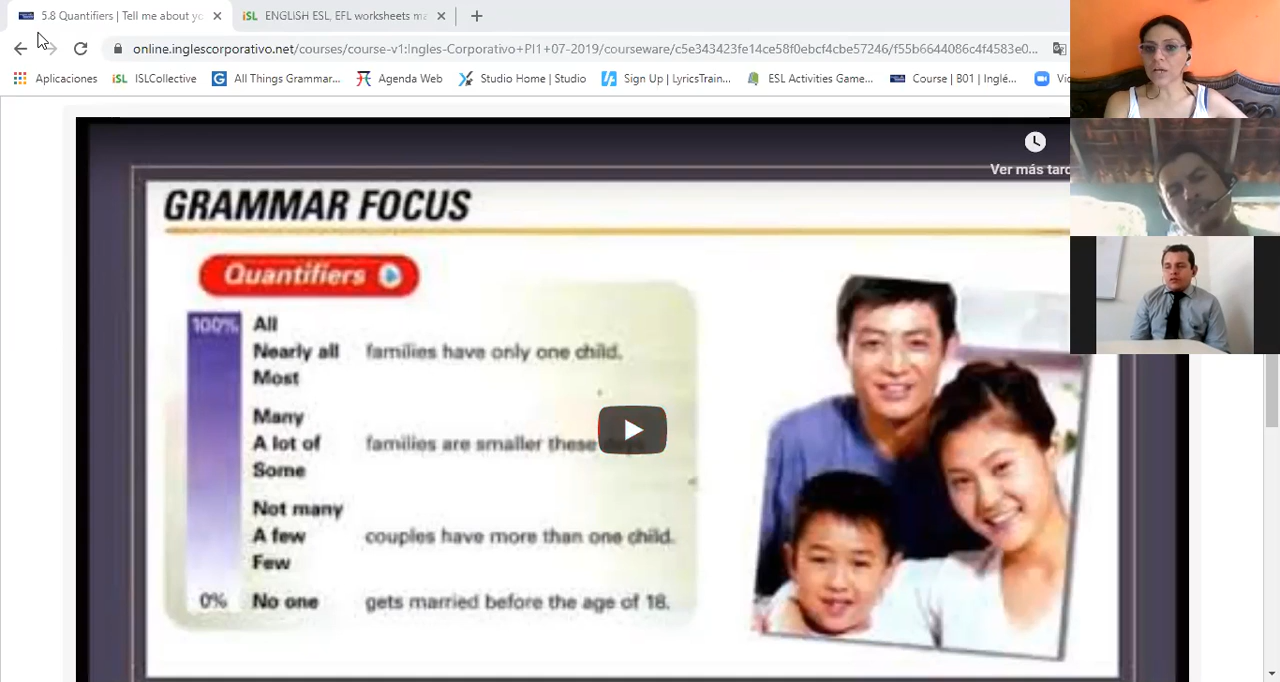 5.8 Quantifiers | Tell me about yo
iSL ENGLISH ESL, EFL worksheets ma
online.inglescorporativo.net/courses/course-v1:Ingles-Corporativo+PI1+07-2019/courseware/c5e343423fe14ce58f0ebcf4cbe57246/f55b6644086c4f4583e0...
Aplicaciones iSL ISLCollective G All Things Grammar... Agenda Web Studio Home | Studio Sign Up | LyricsTrain... ESL Activities Game... Course | B01 | Inglé...
Ver más tard
GRAMMAR FOCUS
Quantifiers
100% All
Nearly all families have only one child.
Most
Many
A lot of families are smaller these
Some
Not many
A few couples have more than one child.
Few
0% No one gets married before the age of 18.